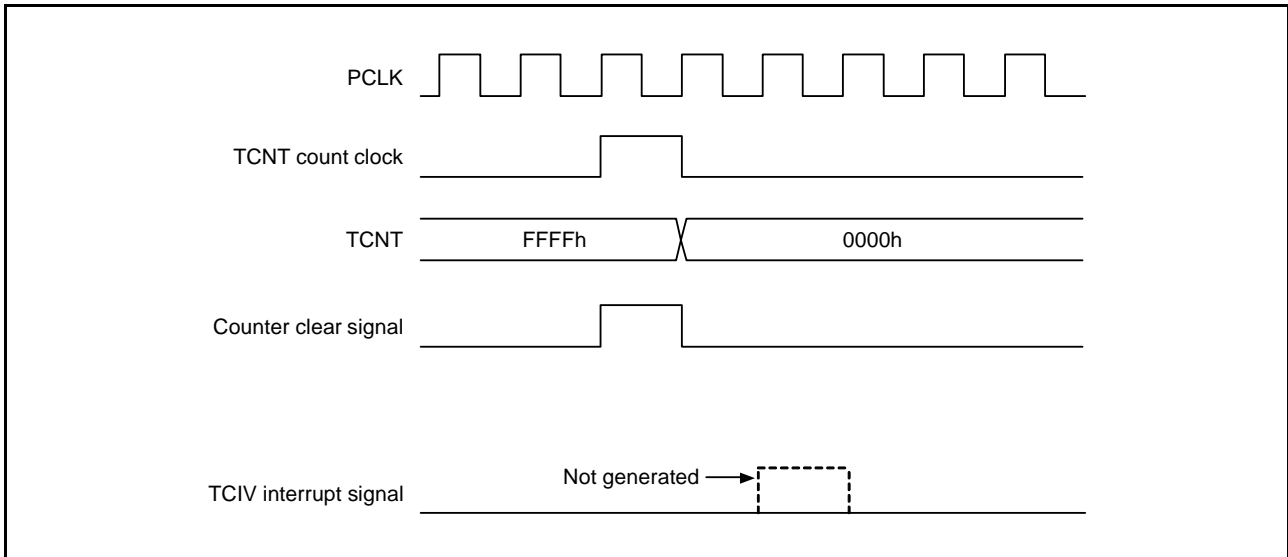 PCLK
TCNT count clock
TCNT
FFFFh
0000h
Counter clear signal
Not generated
TCIV interrupt signal